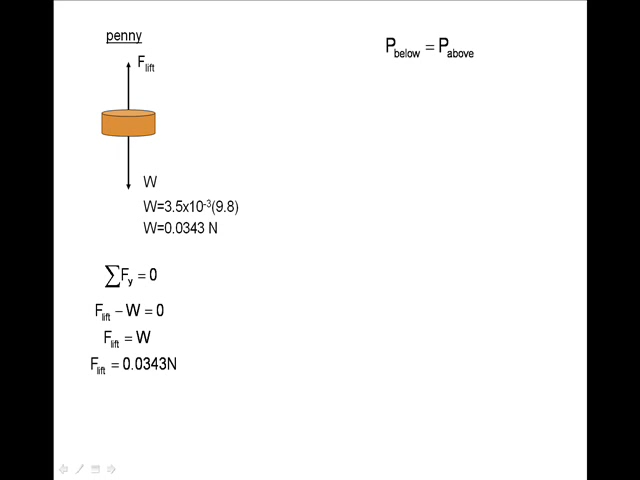 penny
F_lift
W
W=3.5x10⁻³(9.8)
W=0.0343 N
∑F_y = 0
F_lift − W = 0
F_lift = W
F_lift = 0.0343N
P_below = P_above